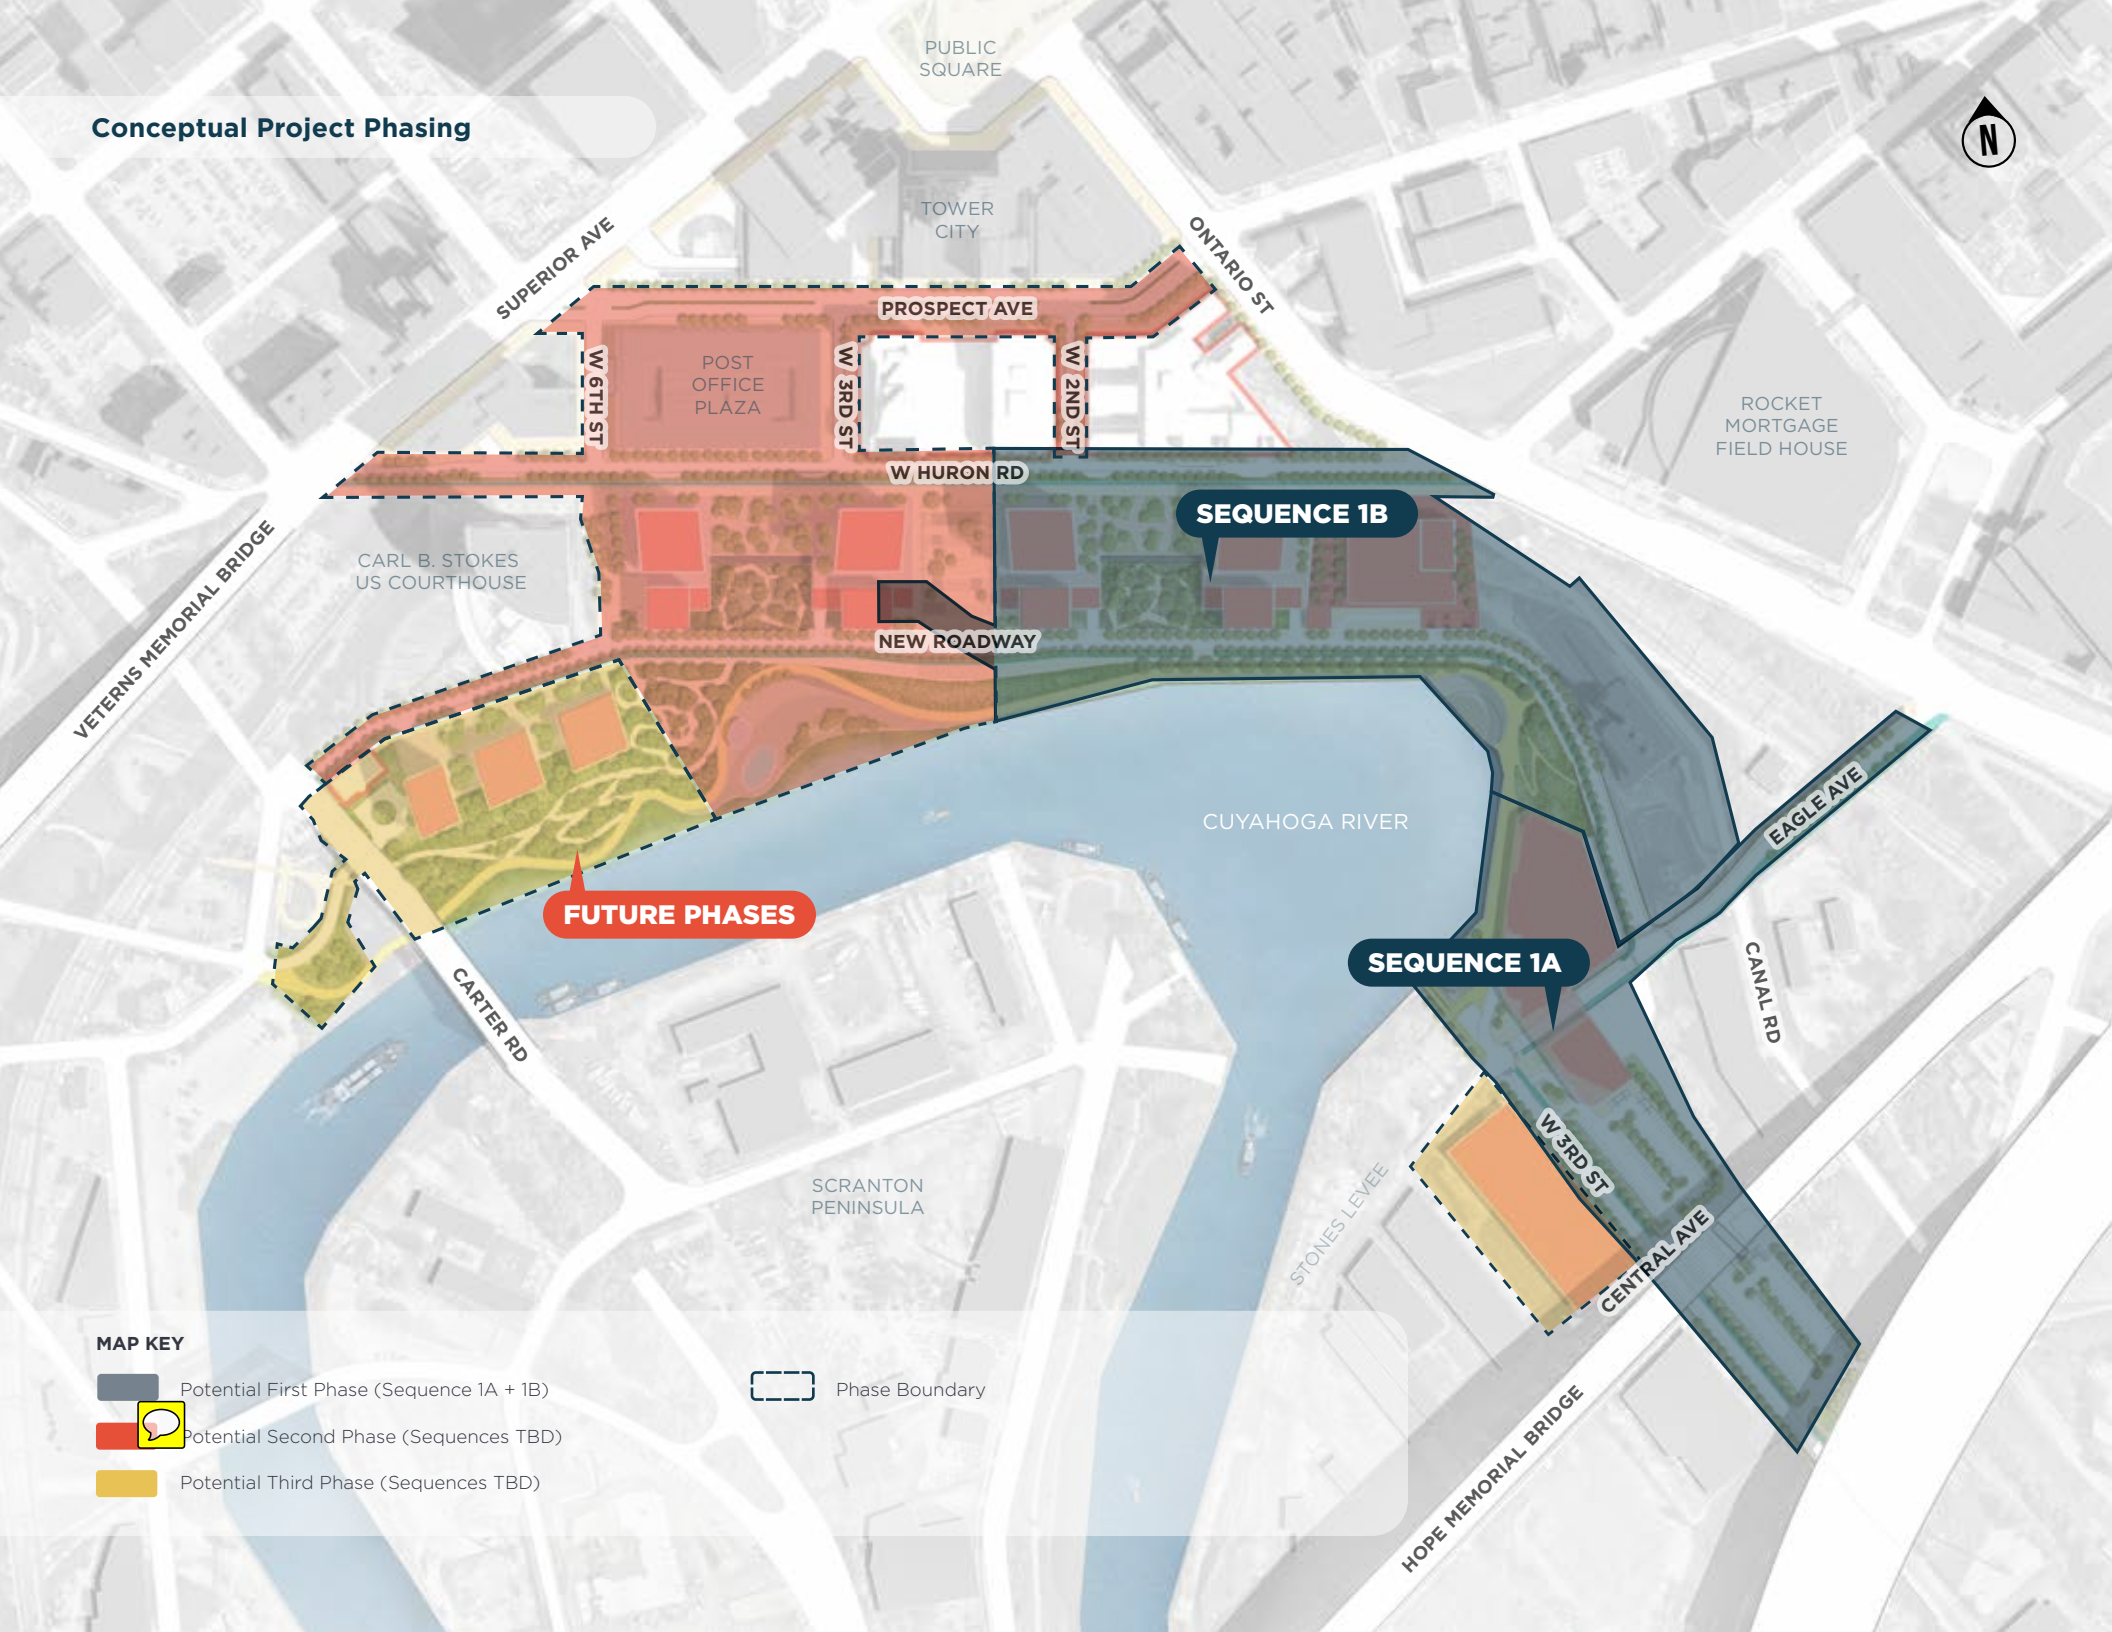 PUBLIC
SQUARE
Conceptual Project Phasing
N
TOWER
CITY
SUPERIOR AVE
ONTARIO ST
PROSPECT AVE
W 6TH ST
POST
OFFICE
PLAZA
W 3RD ST
W 2ND ST
ROCKET
MORTGAGE
FIELD HOUSE
W HURON RD
SEQUENCE 1B
CARL B. STOKES
US COURTHOUSE
VETERNS MEMORIAL BRIDGE
NEW ROADWAY
CUYAHOGA RIVER
EAGLE AVE
FUTURE PHASES
SEQUENCE 1A
CANAL RD
CARTER RD
W 3RD ST
SCRANTON
PENINSULA
STONES LEVEE
CENTRAL AVE
HOPE MEMORIAL BRIDGE
MAP KEY
Potential First Phase (Sequence 1A + 1B)
Phase Boundary
Potential Second Phase (Sequences TBD)
Potential Third Phase (Sequences TBD)